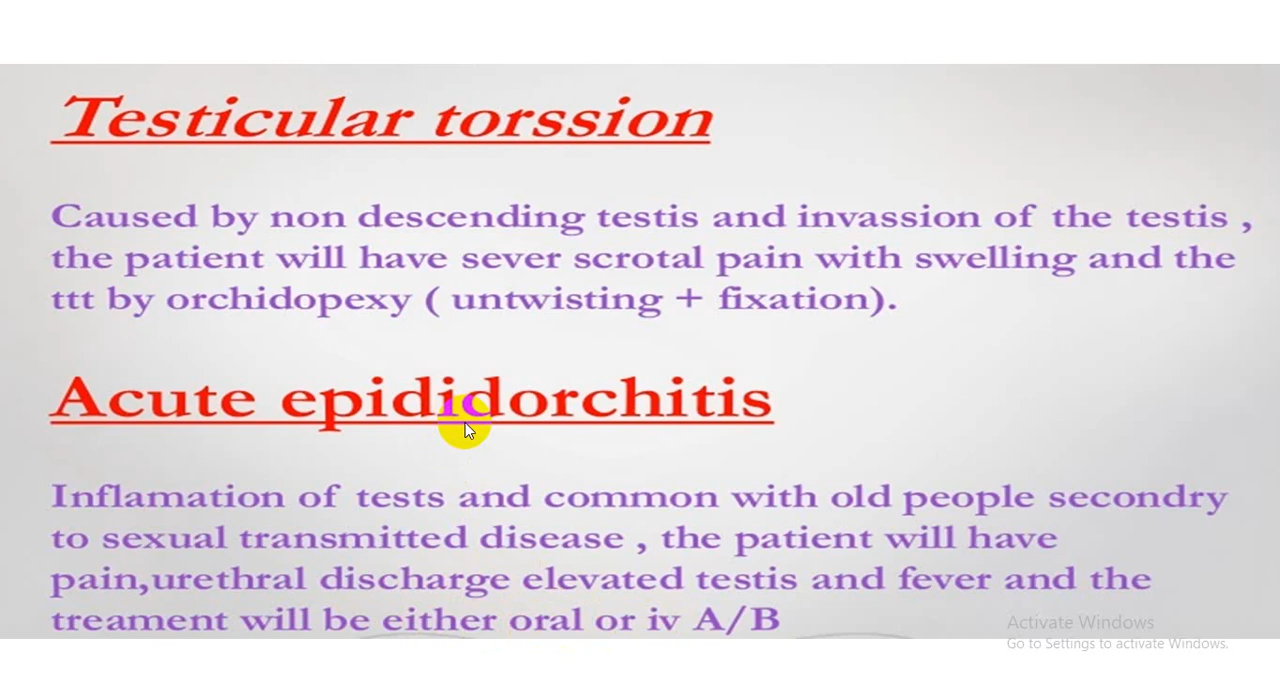 Testicular torssion
Caused by non descending testis and invassion of the testis ,
the patient will have sever scrotal pain with swelling and the
ttt by orchidopexy ( untwisting + fixation).
Acute epididorchitis
Inflamation of tests and common with old people secondry
to sexual transmitted disease , the patient will have
pain,urethral discharge elevated testis and fever and the
treament will be either oral or iv A/B
Activate Windows
Go to Settings to activate Windows.